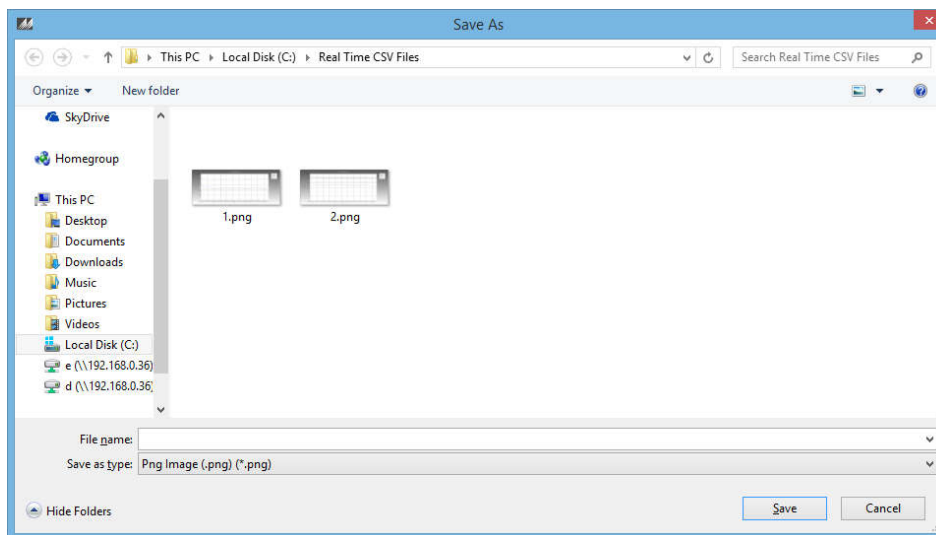 Save As
This PC Local Disk (C:) Real Time CSV Files
Search Real Time CSV Files
Organize
New folder
SkyDrive
Homegroup
This PC
Desktop
Documents
Downloads
Music
Pictures
Videos
Local Disk (C:)
e (\\192.168.0.36)
d (\\192.168.0.36)
1.png
2.png
File name:
Save as type: Png Image (.png) (*.png)
Hide Folders
Save
Cancel